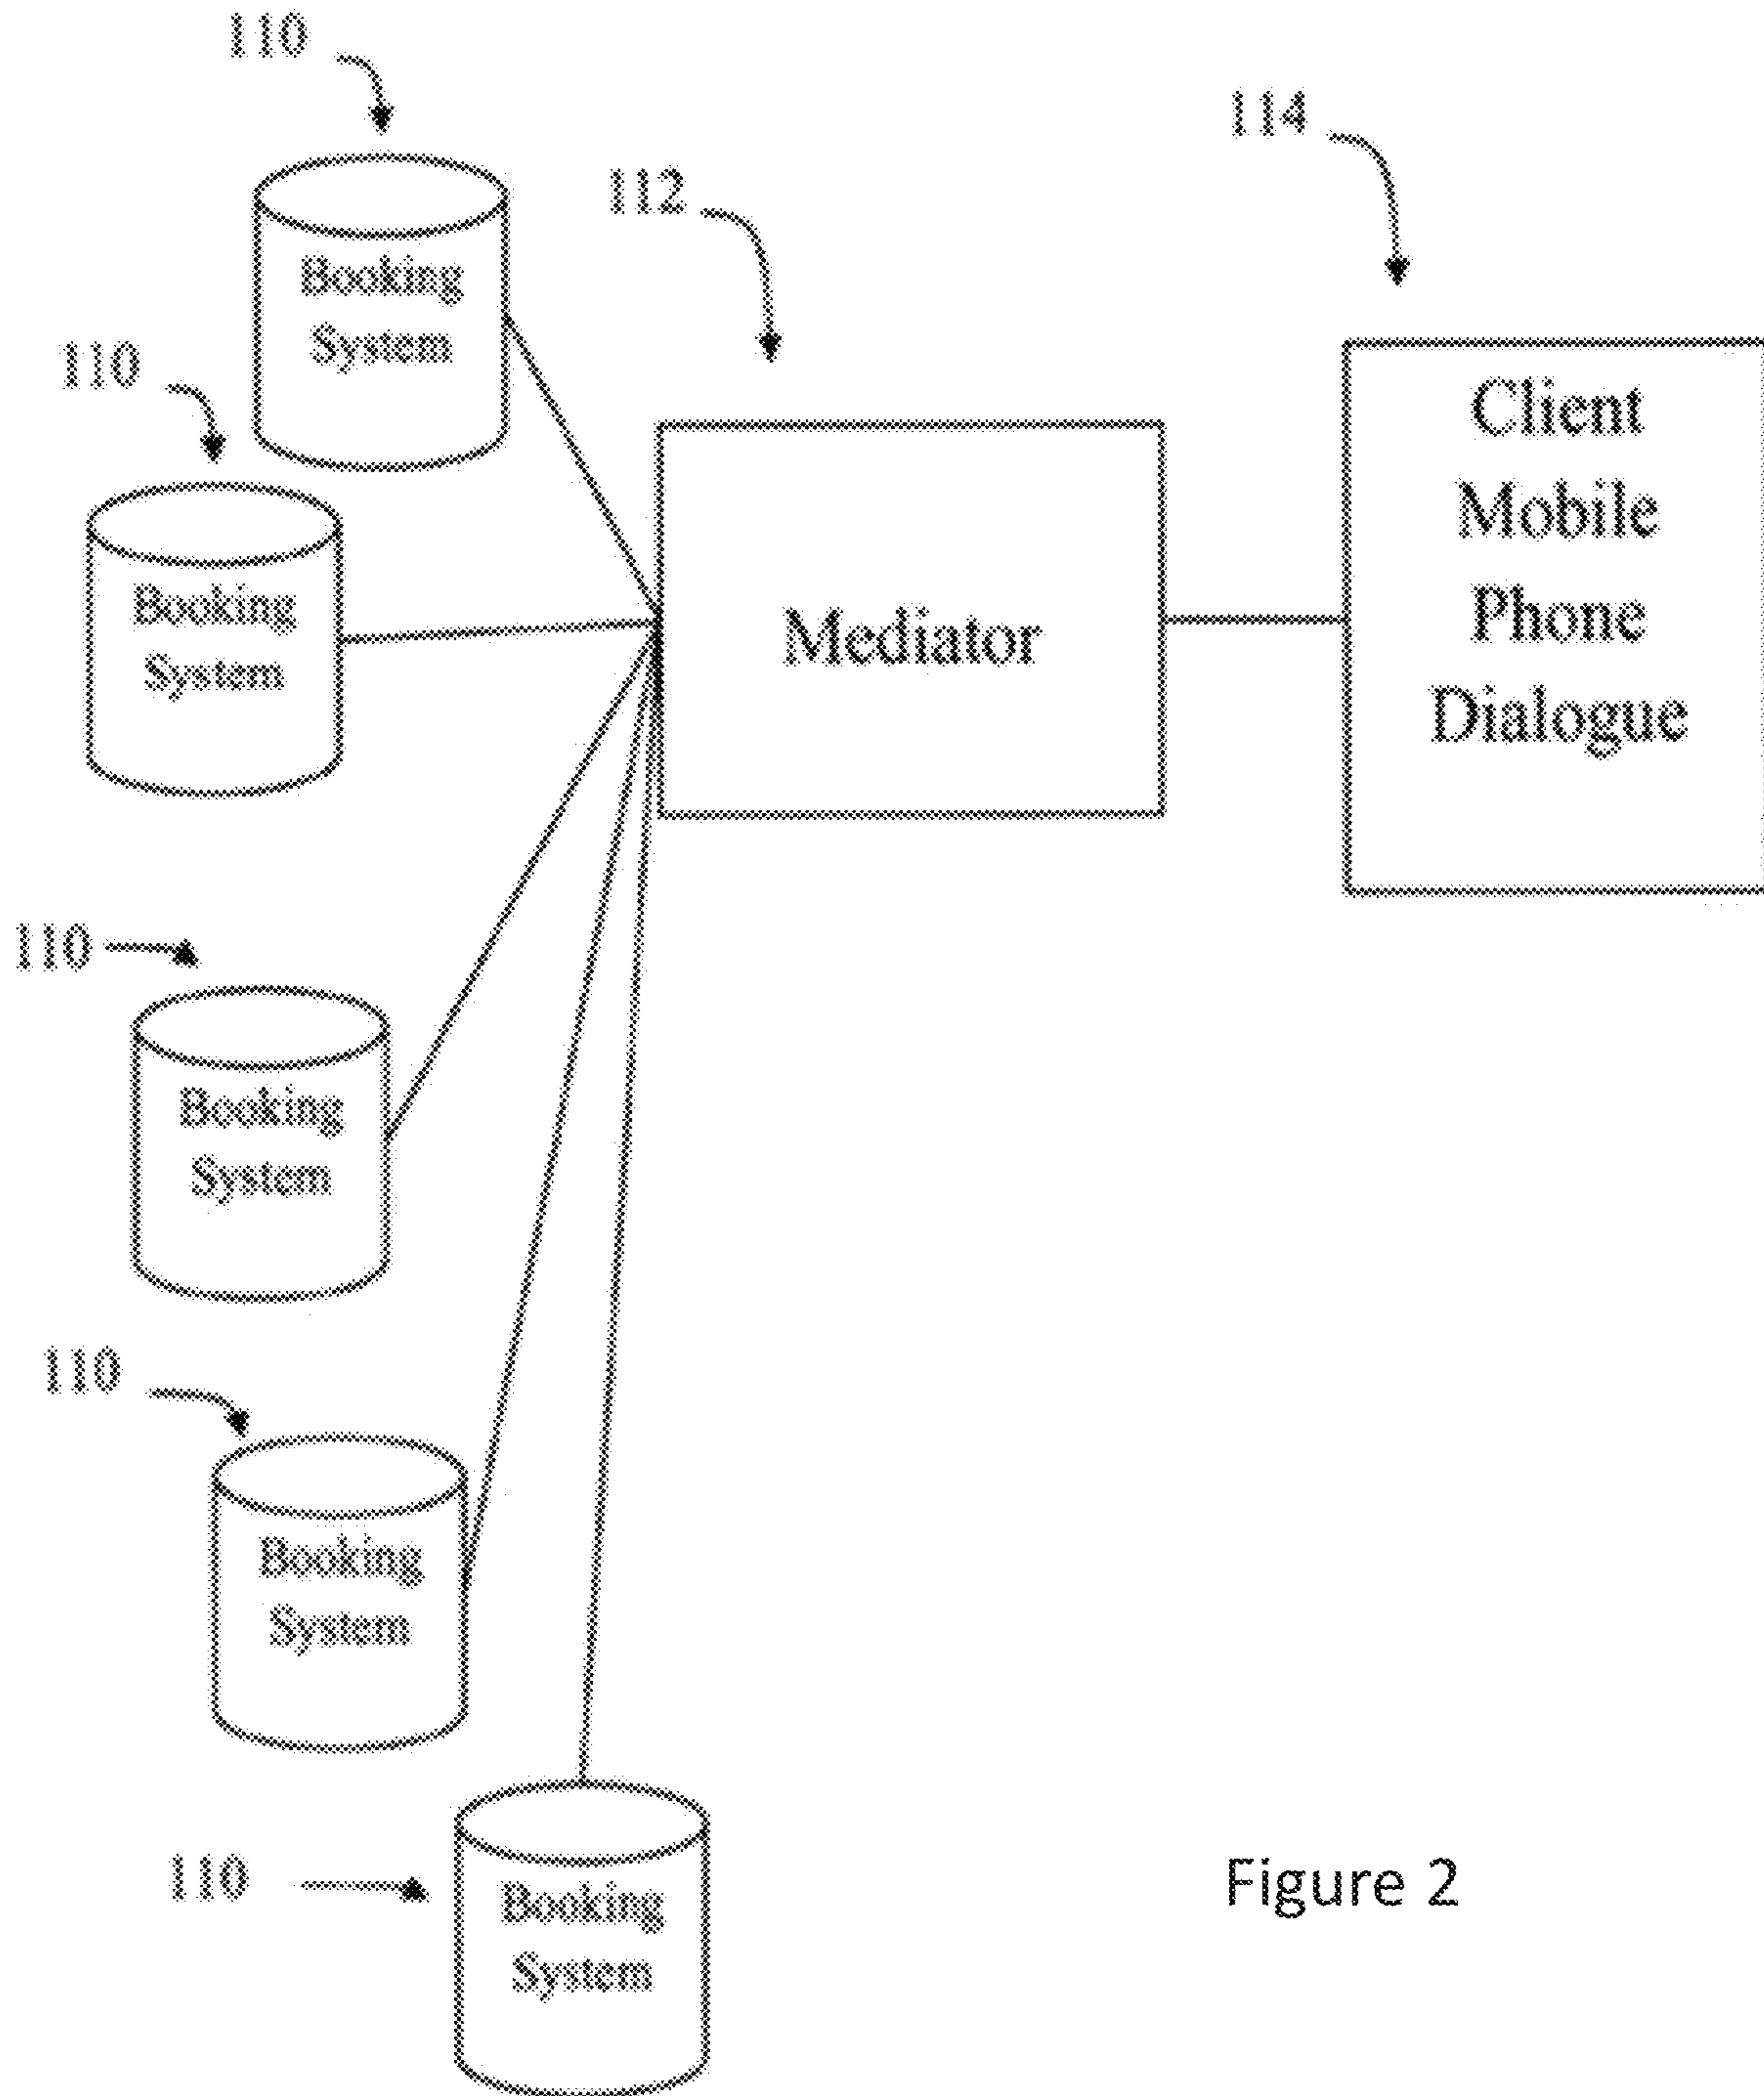 110
114
112
Booking
System
110
Client
Mobile
Phone
Dialogue
Booking
System
Mediator
110
Booking
System
110
Booking
System
110
Booking
System
Figure 2